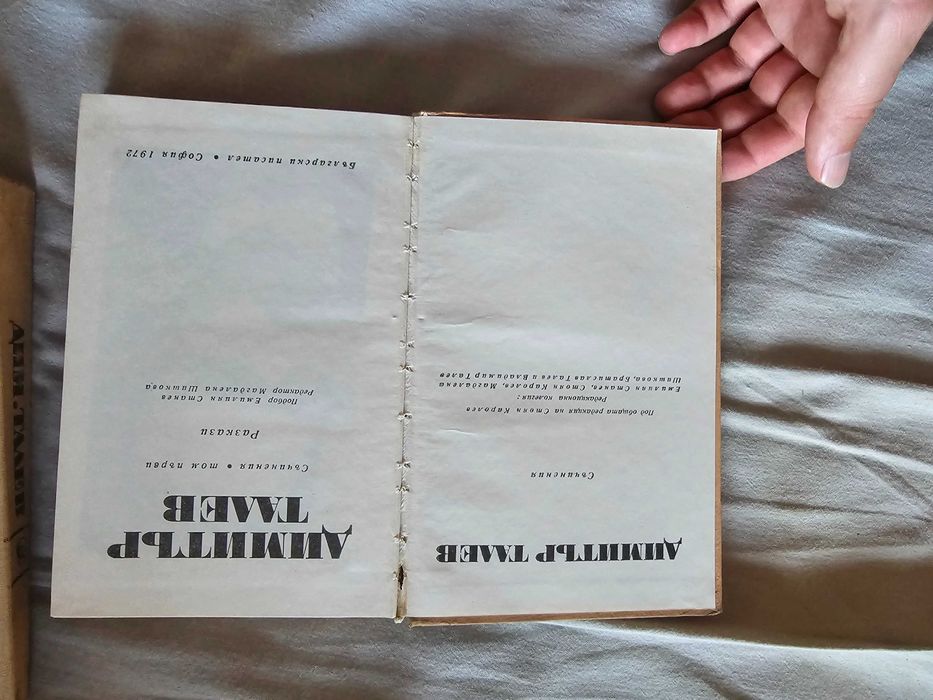 ДИМИТЪР ТАЛЕВ
Съчинения
Под общата редакция на Стоян Каролев
Редакционна колегия:
Емилиян Станев, Стоян Каролев, Магдалена
Шишкова, Братислав Талев и Владимир Талев
ДИМИТЪР
ТАЛЕВ
Съчинения • том първи
Разкази
Подбор Емилиян Станев
Редактор Магдалена Шишкова
Български писател • София 1972